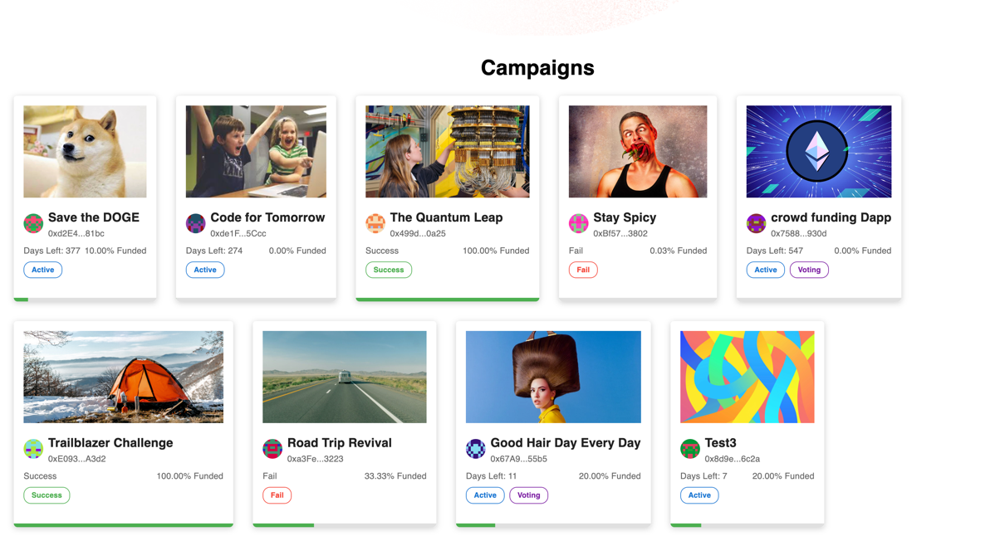 Campaigns
Save the DOGE
0xd2E4...81bc
Days Left: 377 10.00% Funded
Active
Code for Tomorrow
0xde1F...5Ccc
Days Left: 274 0.00% Funded
Active
The Quantum Leap
0x499d...0a25
Success 100.00% Funded
Success
Stay Spicy
0xBf57...3802
Fail 0.03% Funded
Fail
crowd funding Dapp
0x7588...930d
Days Left: 547 0.00% Funded
Active Voting
Trailblazer Challenge
0xE093...A3d2
Success 100.00% Funded
Success
Road Trip Revival
0xa3Fe...3223
Fail 33.33% Funded
Fail
Good Hair Day Every Day
0x67A9...55b5
Days Left: 11 20.00% Funded
Active Voting
Test3
0x8d9e...6c2a
Days Left: 7 20.00% Funded
Active